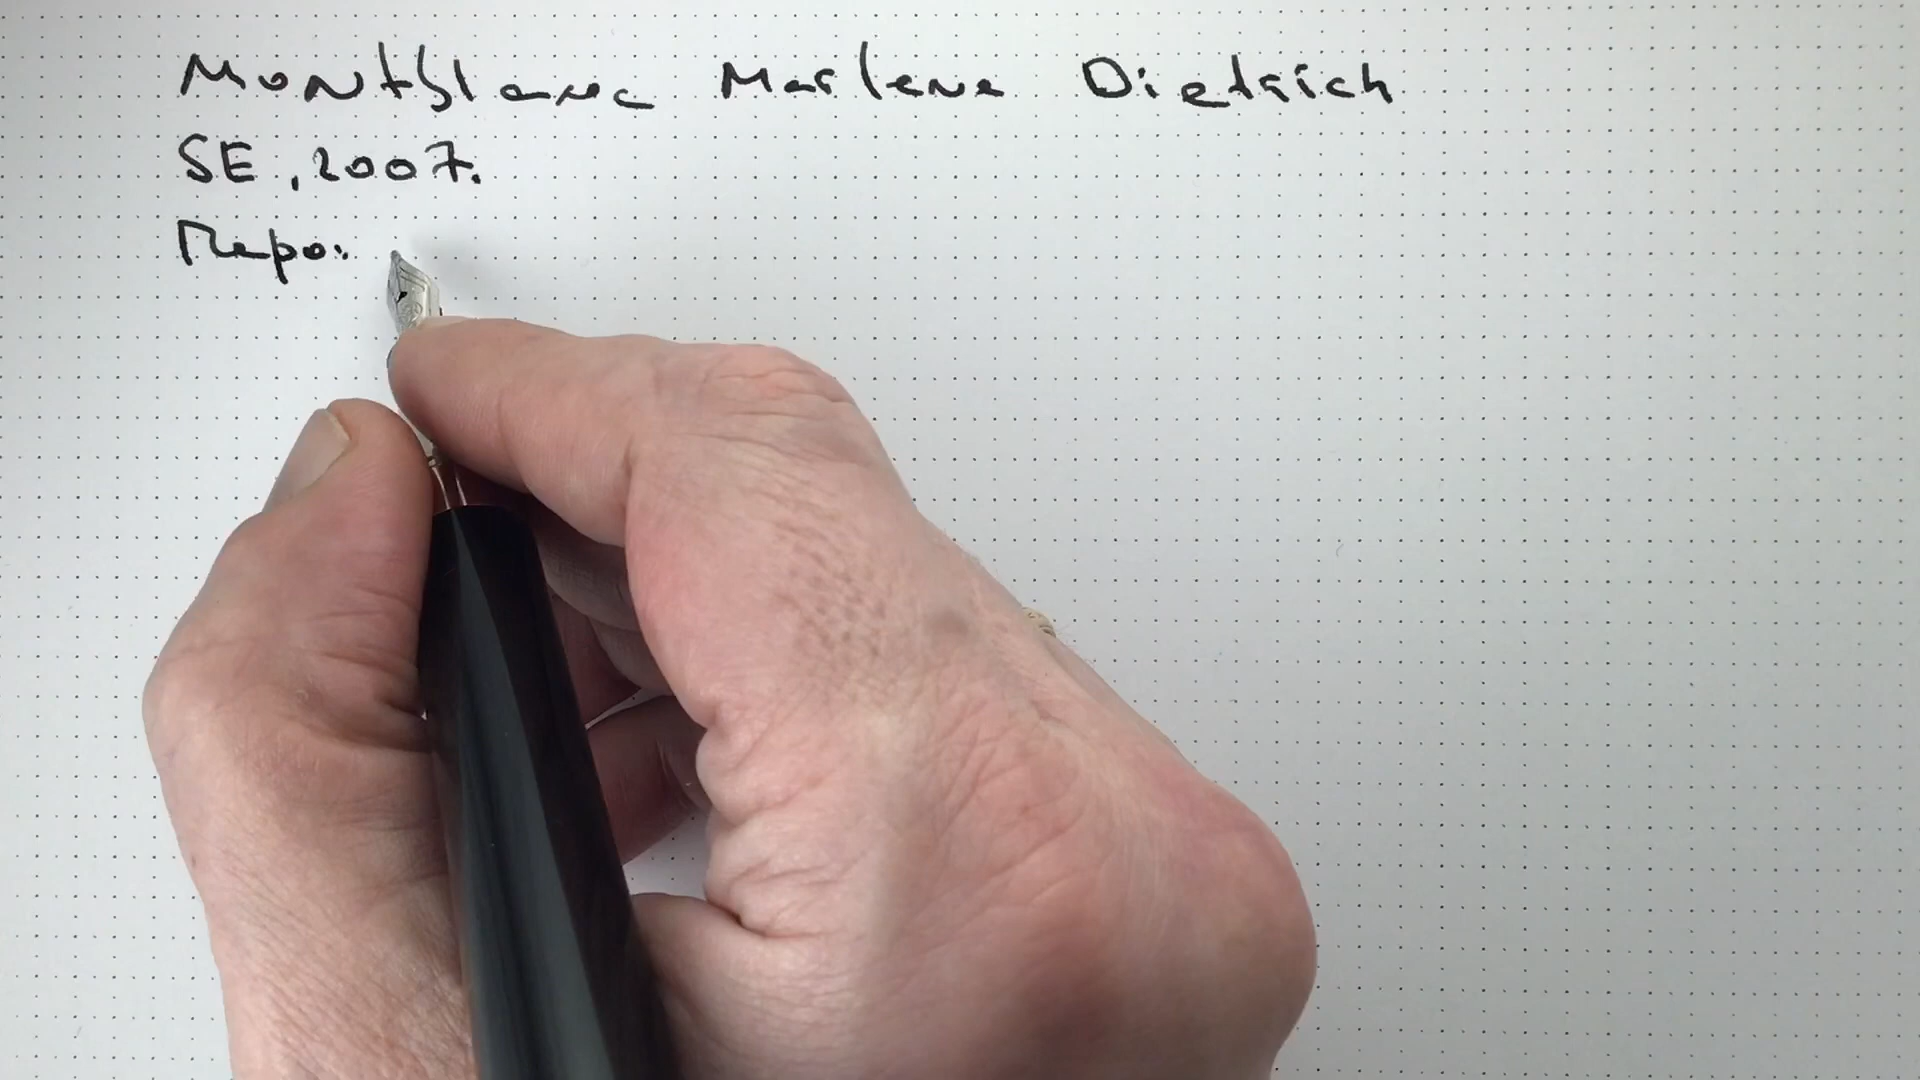 Montblanc Marlene Dietrich
SE, 2007.
Перо: